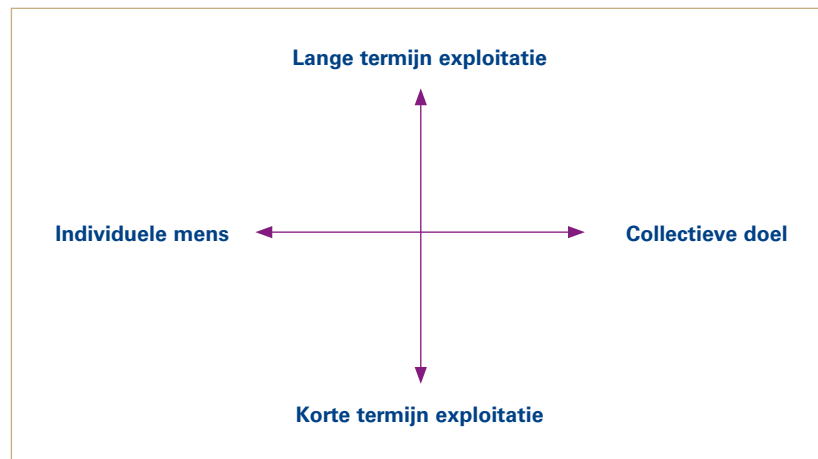 Lange termijn exploitatie
Individuele mens
Collectieve doel
Korte termijn exploitatie